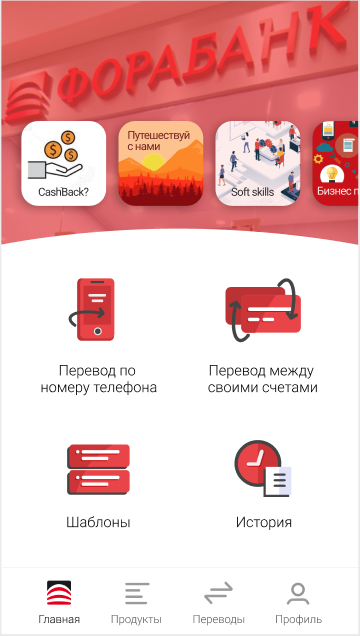 ФОРАБАНК
CashBack?
Путешествуй
с нами
Soft skills
Бизнес п
Перевод по
номеру телефона
Перевод между
своими счетами
Шаблоны
История
Главная
Продукты
Переводы
Профиль